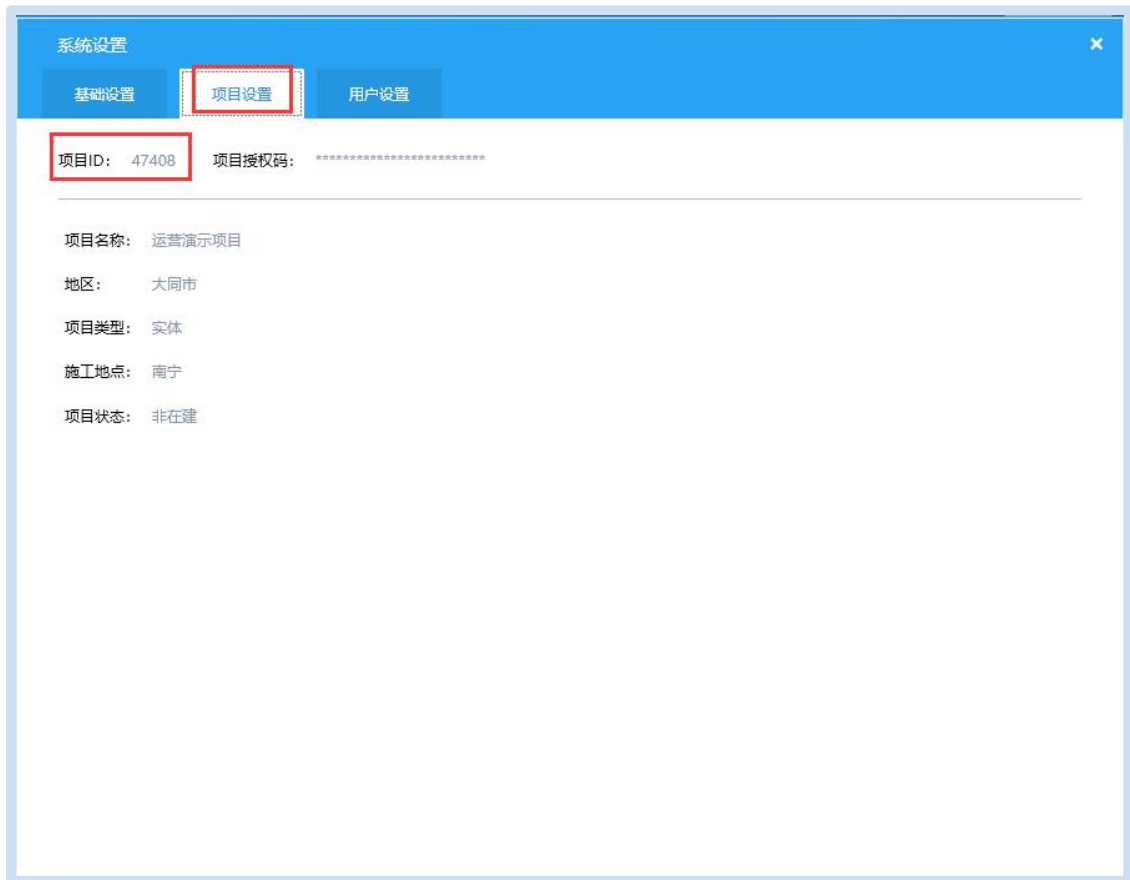 系统设置 ×
基础设置 项目设置 用户设置
项目ID： 47408 项目授权码： *************************
项目名称： 运营演示项目
地区： 大同市
项目类型： 实体
施工地点： 南宁
项目状态： 非在建